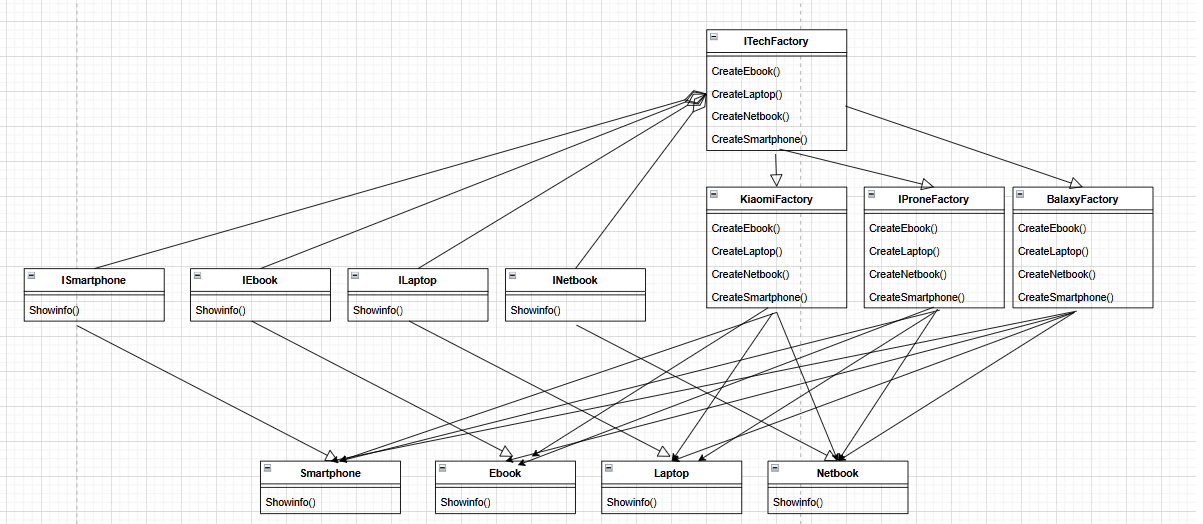 ITechFactory
CreateEbook()
CreateLaptop()
CreateNetbook()
CreateSmartphone()
KiaomiFactory
CreateEbook()
CreateLaptop()
CreateNetbook()
CreateSmartphone()
IProneFactory
CreateEbook()
CreateLaptop()
CreateNetbook()
CreateSmartphone()
BalaxyFactory
CreateEbook()
CreateLaptop()
CreateNetbook()
CreateSmartphone()
ISmartphone
Showinfo()
IEbook
Showinfo()
ILaptop
Showinfo()
INetbook
Showinfo()
Smartphone
Showinfo()
Ebook
Showinfo()
Laptop
Showinfo()
Netbook
Showinfo()